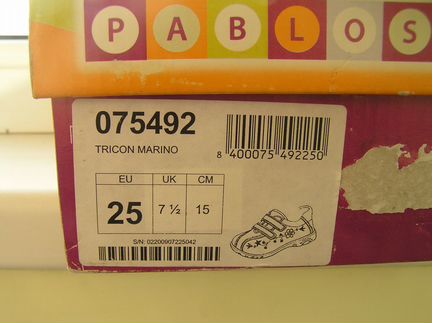 PABLOS
075492
TRICON MARINO
8 400075 492250
EU UK CM
25 7 ½ 15
S/N: 02200907225042